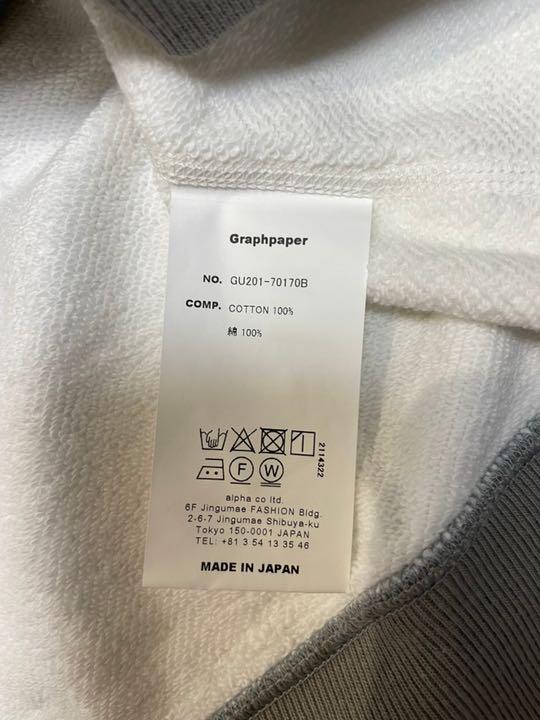 Graphpaper
NO. GU201-70170B
COMP. COTTON 100%
綿 100%
2114322
F W
alpha co ltd.
6F Jingumae FASHION Bldg.
2-6-7 Jingumae Shibuya-ku
Tokyo 150-0001 JAPAN
TEL: +81 3 54 13 35 46
MADE IN JAPAN